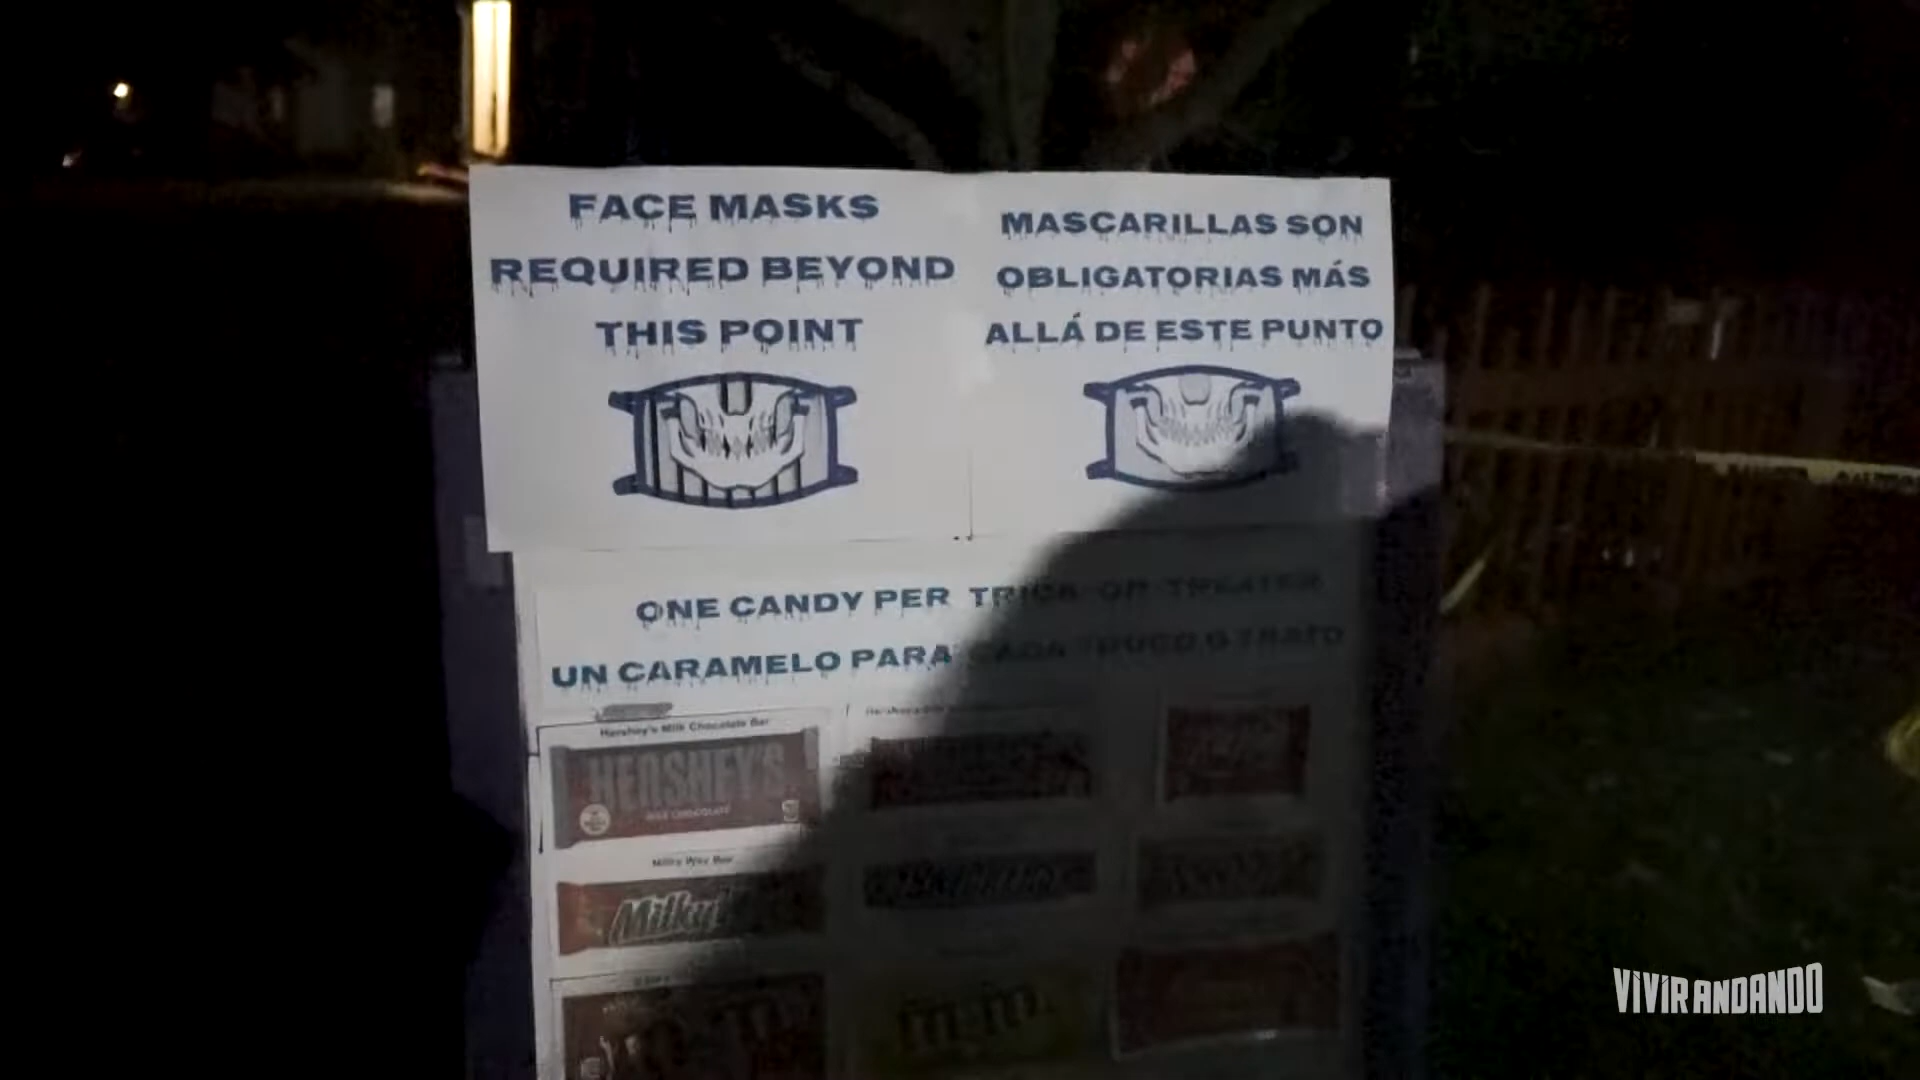 FACE MASKS
REQUIRED BEYOND
THIS POINT
MASCARILLAS SON
OBLIGATORIAS MÁS
ALLÁ DE ESTE PUNTO
ONE CANDY PER TRICK OR TREATER
UN CARAMELO PARA CADA TRUCO O TRATO
Hershey's Milk Chocolate Bar
HERSHEY'S
MILK CHOCOLATE
Milky Way Bar
Milky
m&m's
VIVIR ANDANDO